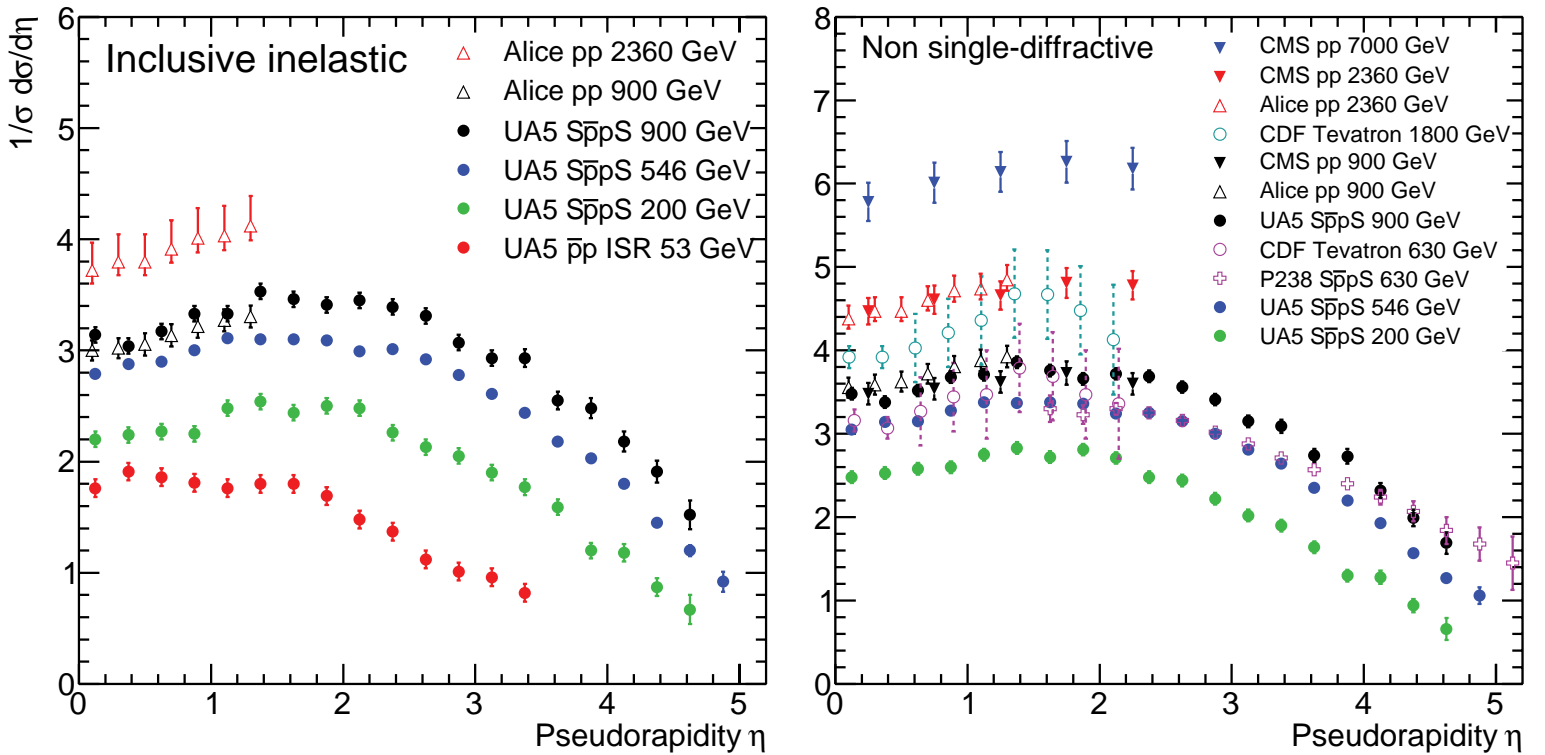 1/σ dσ/dη
6
5
4
3
2
1
0
Inclusive inelastic
Alice pp 2360 GeV
Alice pp 900 GeV
UA5 Sp̅pS 900 GeV
UA5 Sp̅pS 546 GeV
UA5 Sp̅pS 200 GeV
UA5 p̅p ISR 53 GeV
0 1 2 3 4 5
Pseudorapidity η
8
7
6
5
4
3
2
1
0
Non single-diffractive
CMS pp 7000 GeV
CMS pp 2360 GeV
Alice pp 2360 GeV
CDF Tevatron 1800 GeV
CMS pp 900 GeV
Alice pp 900 GeV
UA5 Sp̅pS 900 GeV
CDF Tevatron 630 GeV
P238 Sp̅pS 630 GeV
UA5 Sp̅pS 546 GeV
UA5 Sp̅pS 200 GeV
0 1 2 3 4 5
Pseudorapidity η